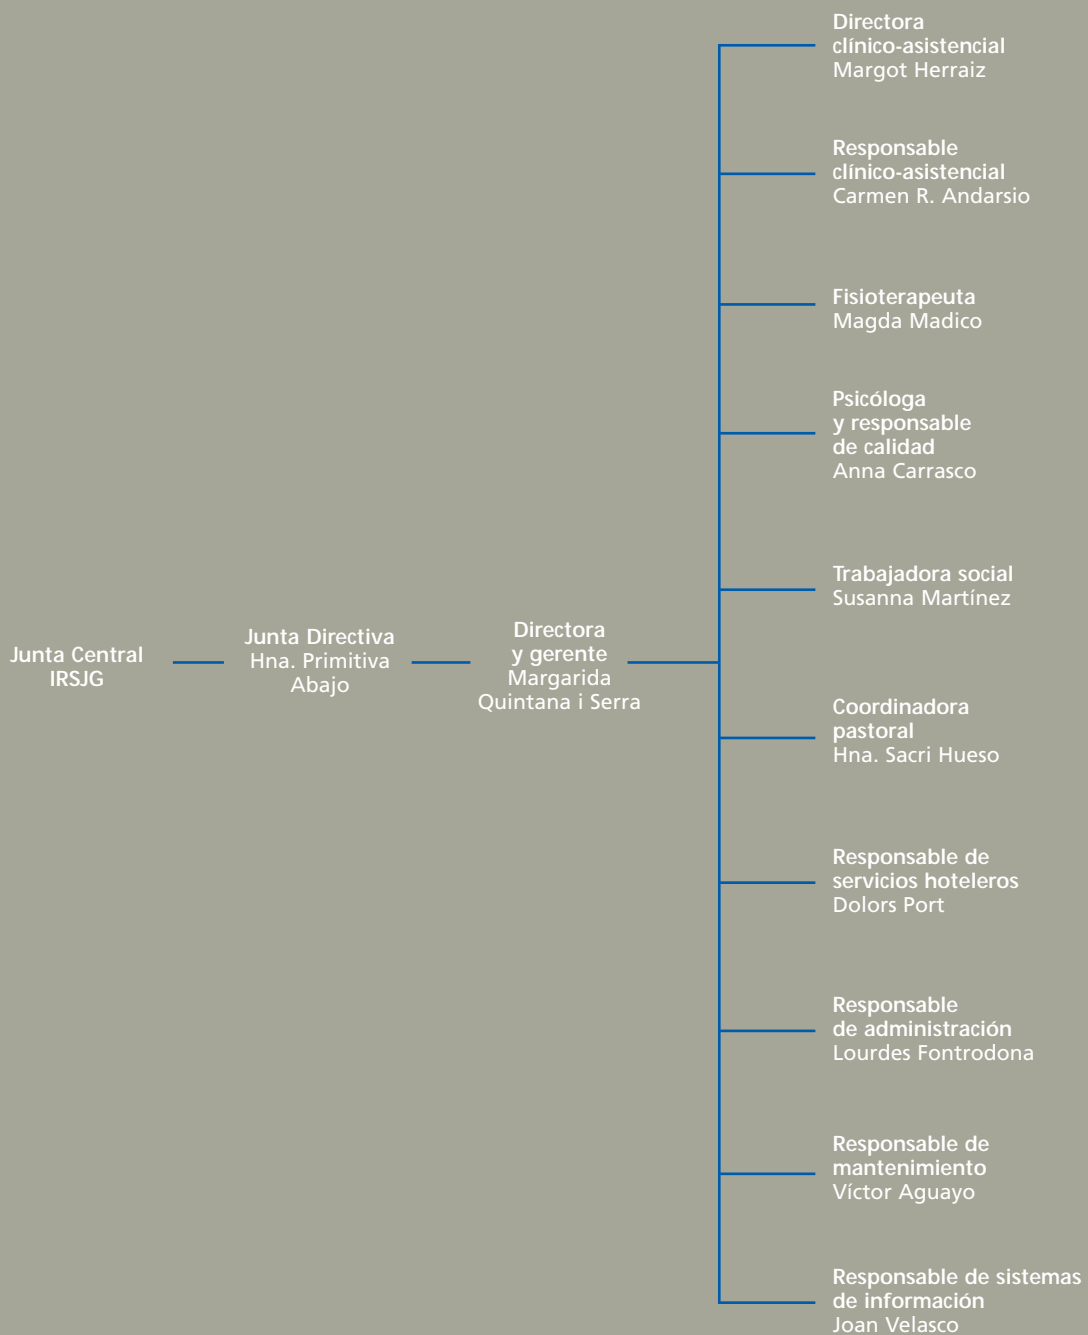 Junta Central
IRSJG
Junta Directiva
Hna. Primitiva
Abajo
Directora
y gerente
Margarida
Quintana i Serra
Directora
clínico-asistencial
Margot Herraiz
Responsable
clínico-asistencial
Carmen R. Andarsio
Fisioterapeuta
Magda Madico
Psicóloga
y responsable
de calidad
Anna Carrasco
Trabajadora social
Susanna Martínez
Coordinadora
pastoral
Hna. Sacri Hueso
Responsable de
servicios hoteleros
Dolors Port
Responsable
de administración
Lourdes Fontrodona
Responsable de
mantenimiento
Víctor Aguayo
Responsable de sistemas
de información
Joan Velasco